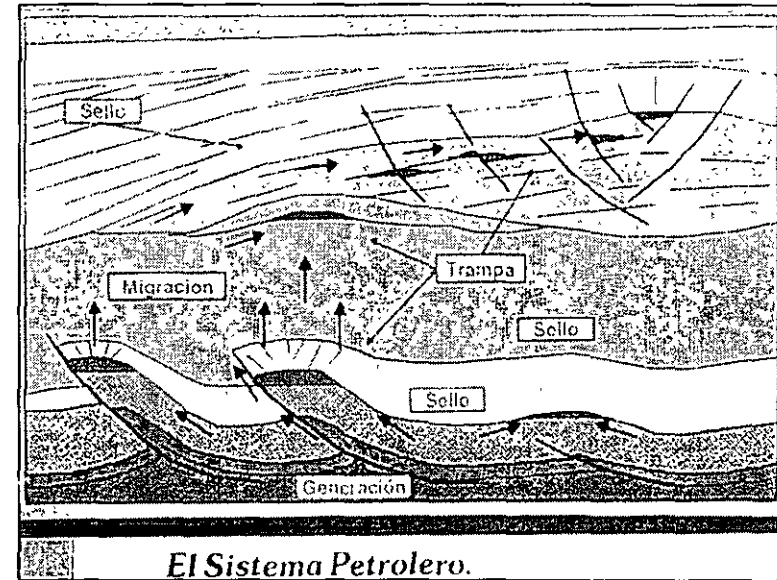 Sello
Migracion
Trampa
Sello
Sello
Generación
El Sistema Petrolero.